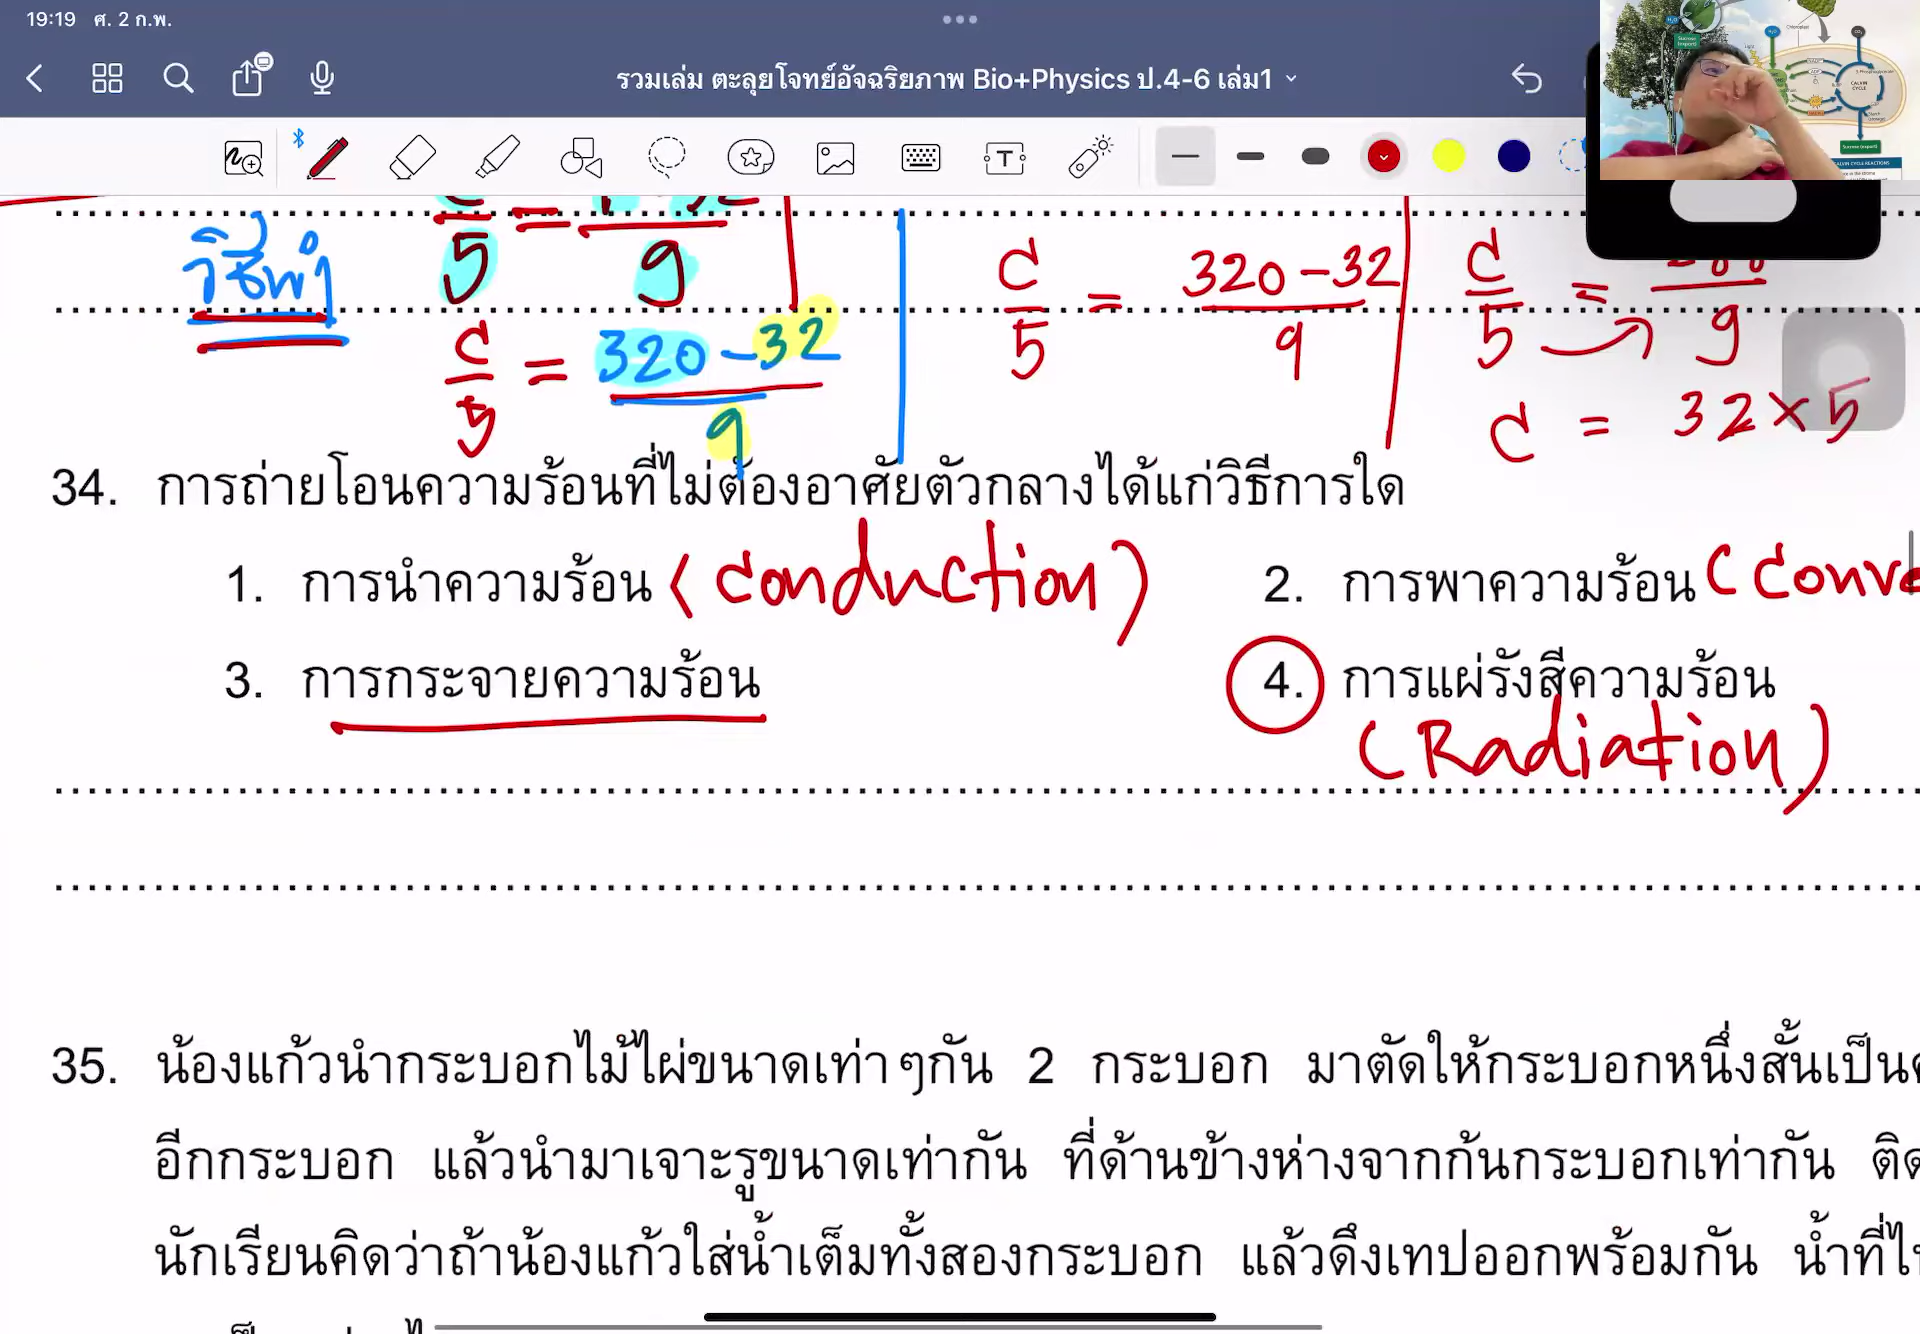 19:19 ศ. 2 ก.พ.
รวมเล่ม ตะลุยโจทย์อัจฉริยภาพ Bio+Physics ป.4-6 เล่ม1
วิธีทำ
5 = 9
C/5 = 320-32/9
C/5 = 320-32/9
C/5 = 9
C = 32×5
34. การถ่ายโอนความร้อนที่ไม่ต้องอาศัยตัวกลางได้แก่วิธีการใด
1. การนำความร้อน (conduction) 2. การพาความร้อน (conve
3. การกระจายความร้อน 4. การแผ่รังสีความร้อน
(Radiation)
35. น้องแก้วนำกระบอกไม้ไผ่ขนาดเท่าๆกัน 2 กระบอก มาตัดให้กระบอกหนึ่งสั้นเป็น
อีกกระบอก แล้วนำมาเจาะรูขนาดเท่ากัน ที่ด้านข้างห่างจากก้นกระบอกเท่ากัน ติด
นักเรียนคิดว่าถ้าน้องแก้วใส่น้ำเต็มทั้งสองกระบอก แล้วดึงเทปออกพร้อมกัน น้ำที่ไ